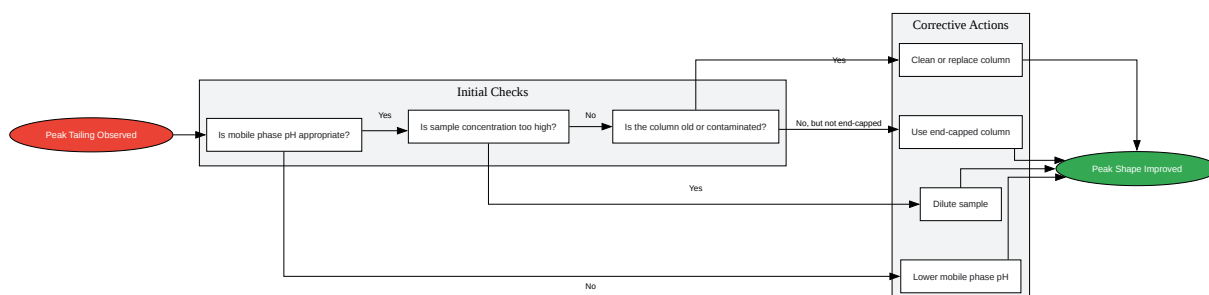 Corrective Actions
Clean or replace column
Yes
Initial Checks
Peak Tailing Observed
Is mobile phase pH appropriate?
Yes
Is sample concentration too high?
No
Is the column old or contaminated?
No, but not end-capped
Use end-capped column
Peak Shape Improved
Yes
Dilute sample
Lower mobile phase pH
No